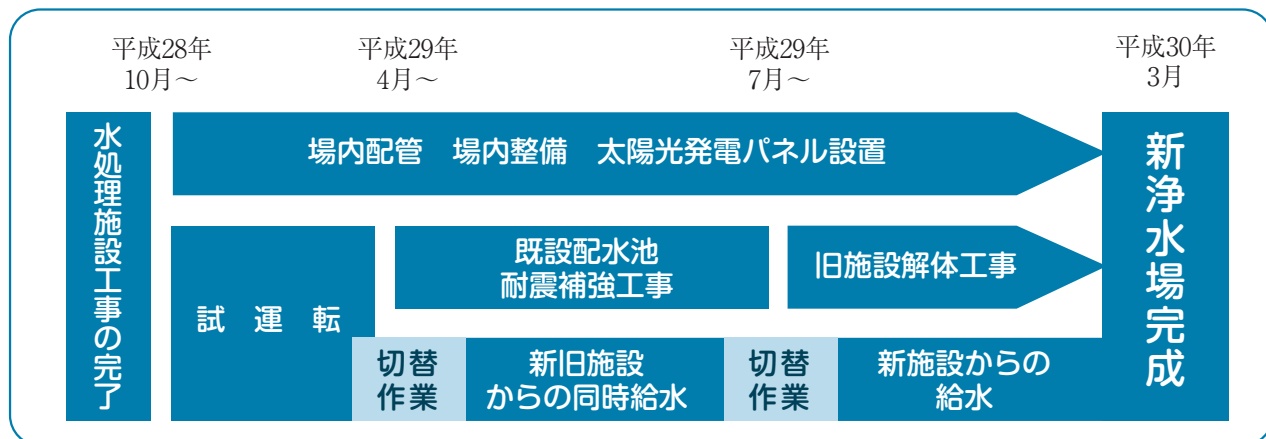 平成28年
10月〜
平成29年
4月〜
平成29年
7月〜
平成30年
3月
水処理施設工事の完了
場内配管　場内整備　太陽光発電パネル設置
試　運　転
既設配水池
耐震補強工事
旧施設解体工事
切替
作業
新旧施設
からの同時給水
切替
作業
新施設からの
給水
新浄水場完成